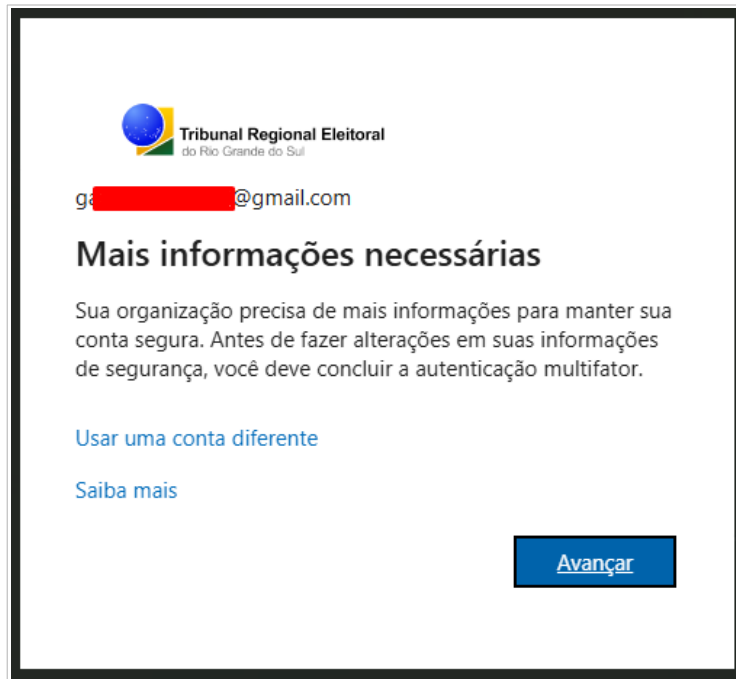 Tribunal Regional Eleitoral
do Rio Grande do Sul
ga @gmail.com
Mais informações necessárias
Sua organização precisa de mais informações para manter sua
conta segura. Antes de fazer alterações em suas informações
de segurança, você deve concluir a autenticação multifator.
Usar uma conta diferente
Saiba mais
Avançar